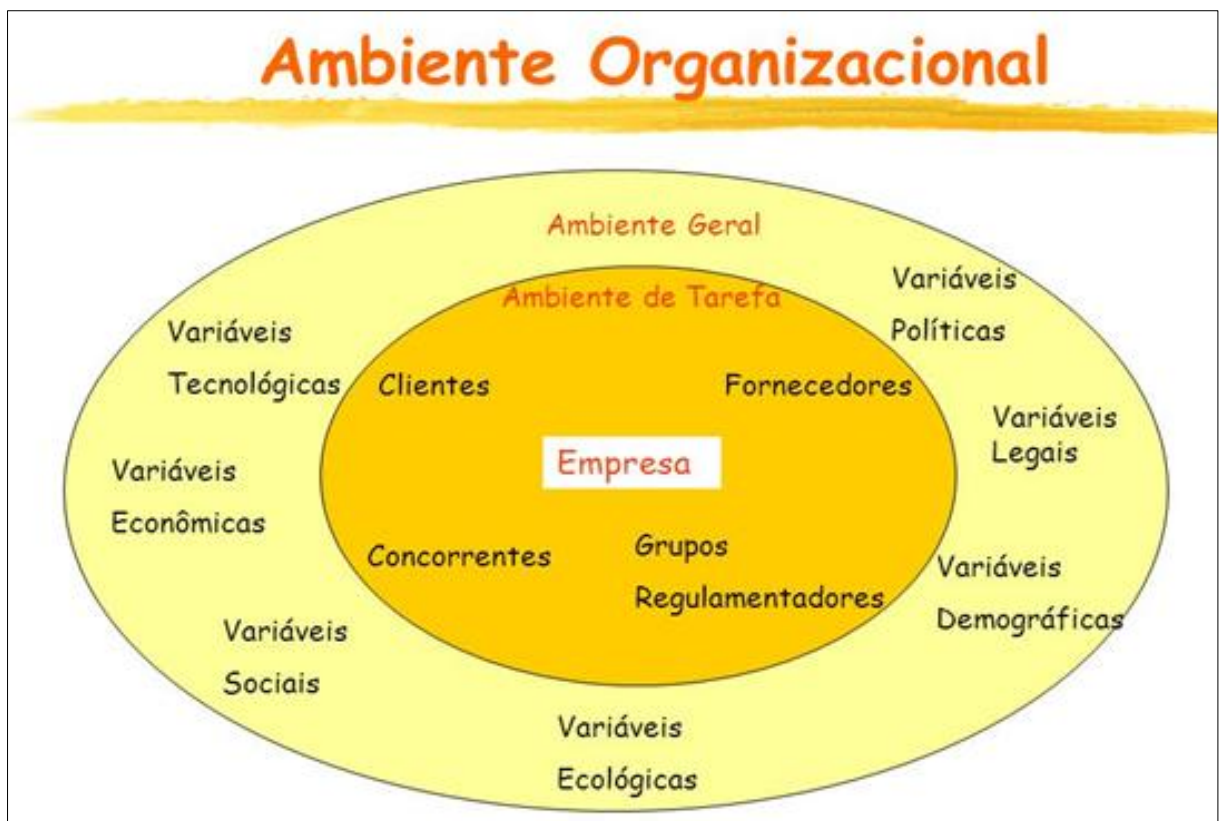 Ambiente Organizacional
Ambiente Geral
Ambiente de Tarefa
Variáveis
Políticas
Variáveis
Tecnológicas
Clientes
Fornecedores
Variáveis
Legais
Empresa
Variáveis
Econômicas
Concorrentes
Grupos
Regulamentadores
Variáveis
Demográficas
Variáveis
Sociais
Variáveis
Ecológicas